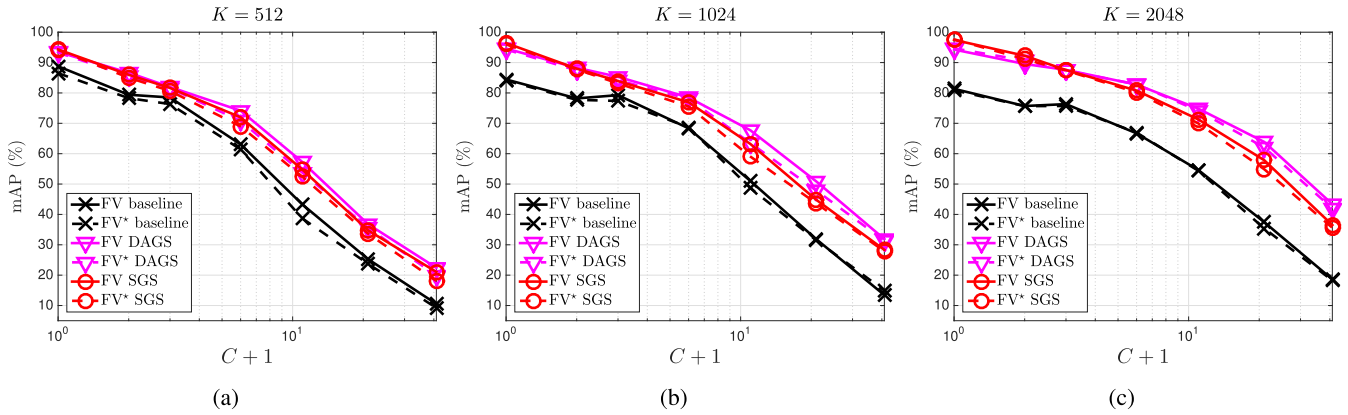 K = 512
100
90
80
70
60
50
40
30
20
10
mAP (%)
FV baseline
FV* baseline
FV DAGS
FV* DAGS
FV SGS
FV* SGS
10^0
10^1
C + 1
(a)
K = 1024
100
90
80
70
60
50
40
30
20
10
mAP (%)
FV baseline
FV* baseline
FV DAGS
FV* DAGS
FV SGS
FV* SGS
10^0
10^1
C + 1
(b)
K = 2048
100
90
80
70
60
50
40
30
20
10
mAP (%)
FV baseline
FV* baseline
FV DAGS
FV* DAGS
FV SGS
FV* SGS
10^0
10^1
C + 1
(c)